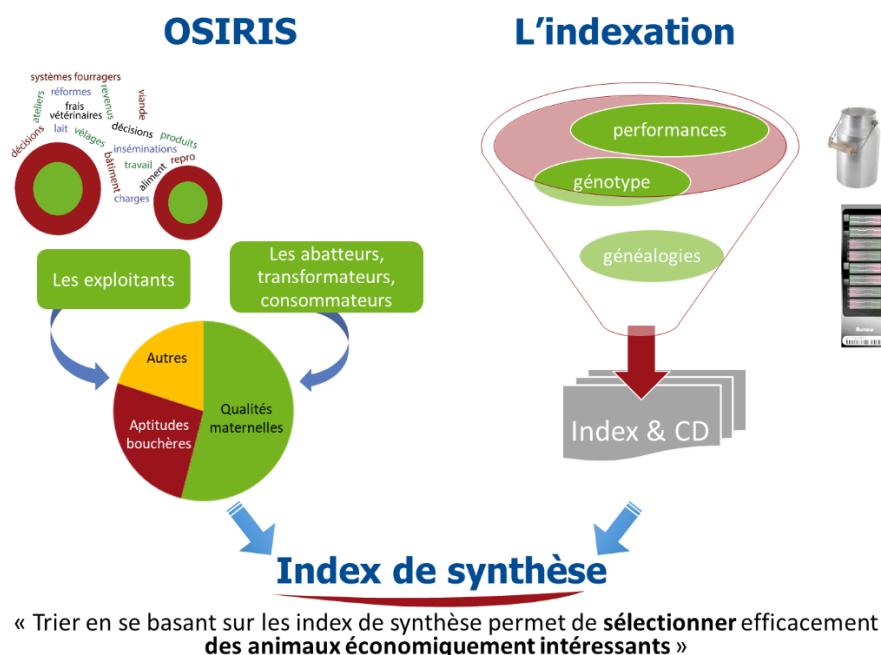 OSIRIS
L'indexation
systèmes fourragers
ateliers
réformes
revenus
viande
frais
vétérinaires
décisions
lait
vêlages
décisions
produits
inséminations
bâtiment
travail
aliment
repro
charges
performances
génotype
généalogies
Les exploitants
Les abatteurs,
transformateurs,
consommateurs
Autres
Qualités
maternelles
Aptitudes
bouchères
Index & CD
Index de synthèse
« Trier en se basant sur les index de synthèse permet de sélectionner efficacement
des animaux économiquement intéressants »